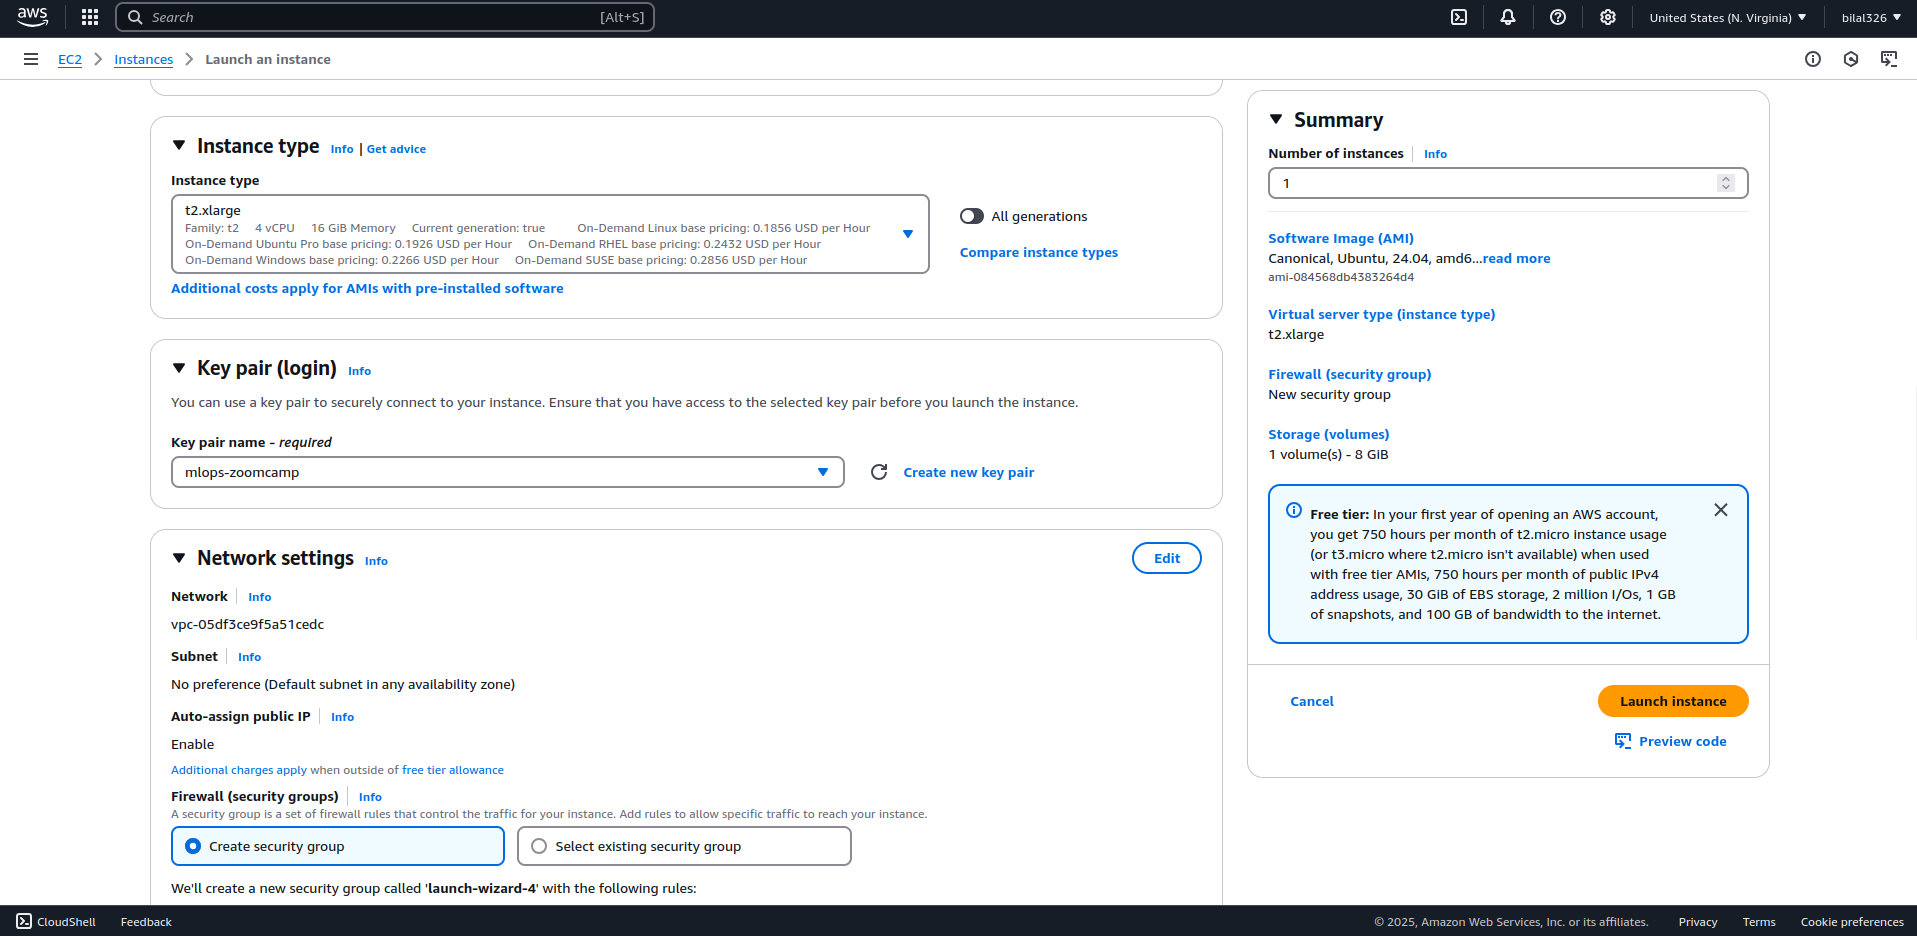 aws
Search [Alt+S]
United States (N. Virginia)
bilal326
EC2 > Instances > Launch an instance
Instance type Info | Get advice
Instance type
t2.xlarge
Family: t2 4 vCPU 16 GiB Memory Current generation: true On-Demand Linux base pricing: 0.1856 USD per Hour
On-Demand Ubuntu Pro base pricing: 0.1926 USD per Hour On-Demand RHEL base pricing: 0.2432 USD per Hour
On-Demand Windows base pricing: 0.2266 USD per Hour On-Demand SUSE base pricing: 0.2856 USD per Hour
All generations
Compare instance types
Additional costs apply for AMIs with pre-installed software
Key pair (login) Info
You can use a key pair to securely connect to your instance. Ensure that you have access to the selected key pair before you launch the instance.
Key pair name - required
mlops-zoomcamp
Create new key pair
Network settings Info
Edit
Network Info
vpc-05df3ce9f5a51cedc
Subnet Info
No preference (Default subnet in any availability zone)
Auto-assign public IP Info
Enable
Additional charges apply when outside of free tier allowance
Firewall (security groups) Info
A security group is a set of firewall rules that control the traffic for your instance. Add rules to allow specific traffic to reach your instance.
Create security group
Select existing security group
We'll create a new security group called 'launch-wizard-4' with the following rules:
Summary
Number of instances Info
1
Software Image (AMI)
Canonical, Ubuntu, 24.04, amd6...read more
ami-084568db4383264d4
Virtual server type (instance type)
t2.xlarge
Firewall (security group)
New security group
Storage (volumes)
1 volume(s) - 8 GiB
Free tier: In your first year of opening an AWS account,
you get 750 hours per month of t2.micro instance usage
(or t3.micro where t2.micro isn't available) when used
with free tier AMIs, 750 hours per month of public IPv4
address usage, 30 GiB of EBS storage, 2 million I/Os, 1 GB
of snapshots, and 100 GB of bandwidth to the internet.
Cancel
Launch instance
Preview code
CloudShell
Feedback
© 2025, Amazon Web Services, Inc. or its affiliates.
Privacy
Terms
Cookie preferences